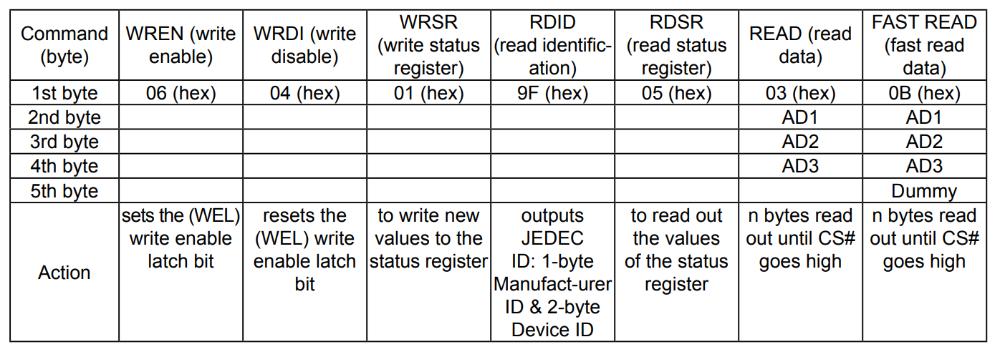 Command (byte) WREN (write enable) WRDI (write disable) WRSR (write status register) RDID (read identific-ation) RDSR (read status register) READ (read data) FAST READ (fast read data)
1st byte 06 (hex) 04 (hex) 01 (hex) 9F (hex) 05 (hex) 03 (hex) 0B (hex)
2nd byte AD1 AD1
3rd byte AD2 AD2
4th byte AD3 AD3
5th byte Dummy
Action sets the (WEL) write enable latch bit resets the (WEL) write enable latch bit to write new values to the status register outputs JEDEC ID: 1-byte Manufact-urer ID & 2-byte Device ID to read out the values of the status register n bytes read out until CS# goes high n bytes read out until CS# goes high